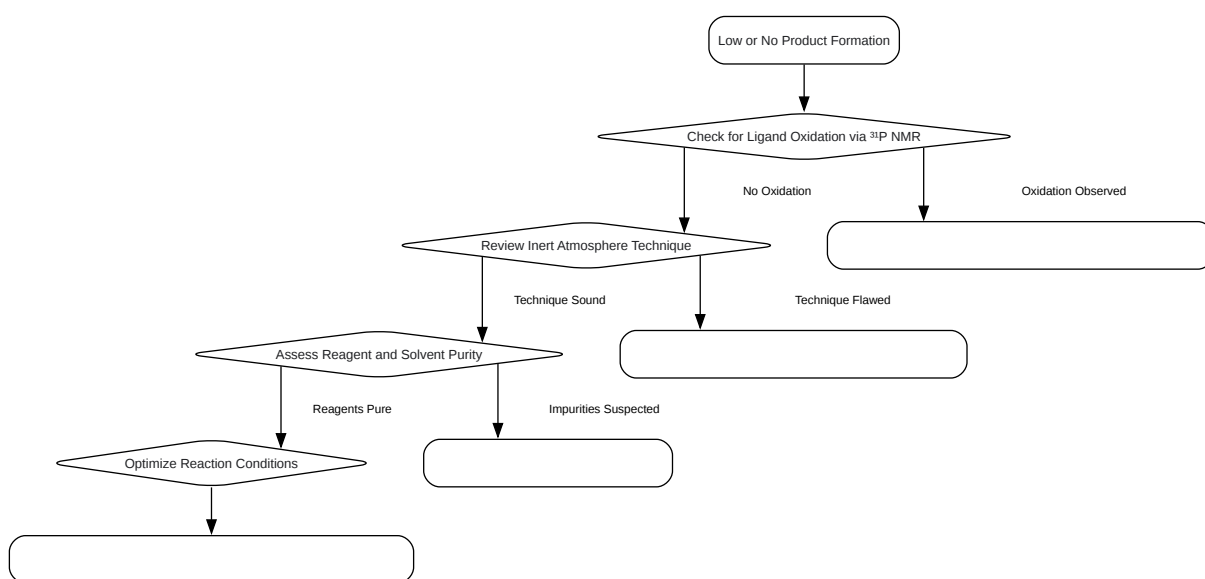 Low or No Product Formation
Check for Ligand Oxidation via ³¹P NMR
No Oxidation
Oxidation Observed
Review Inert Atmosphere Technique
Technique Sound
Technique Flawed
Assess Reagent and Solvent Purity
Reagents Pure
Impurities Suspected
Optimize Reaction Conditions